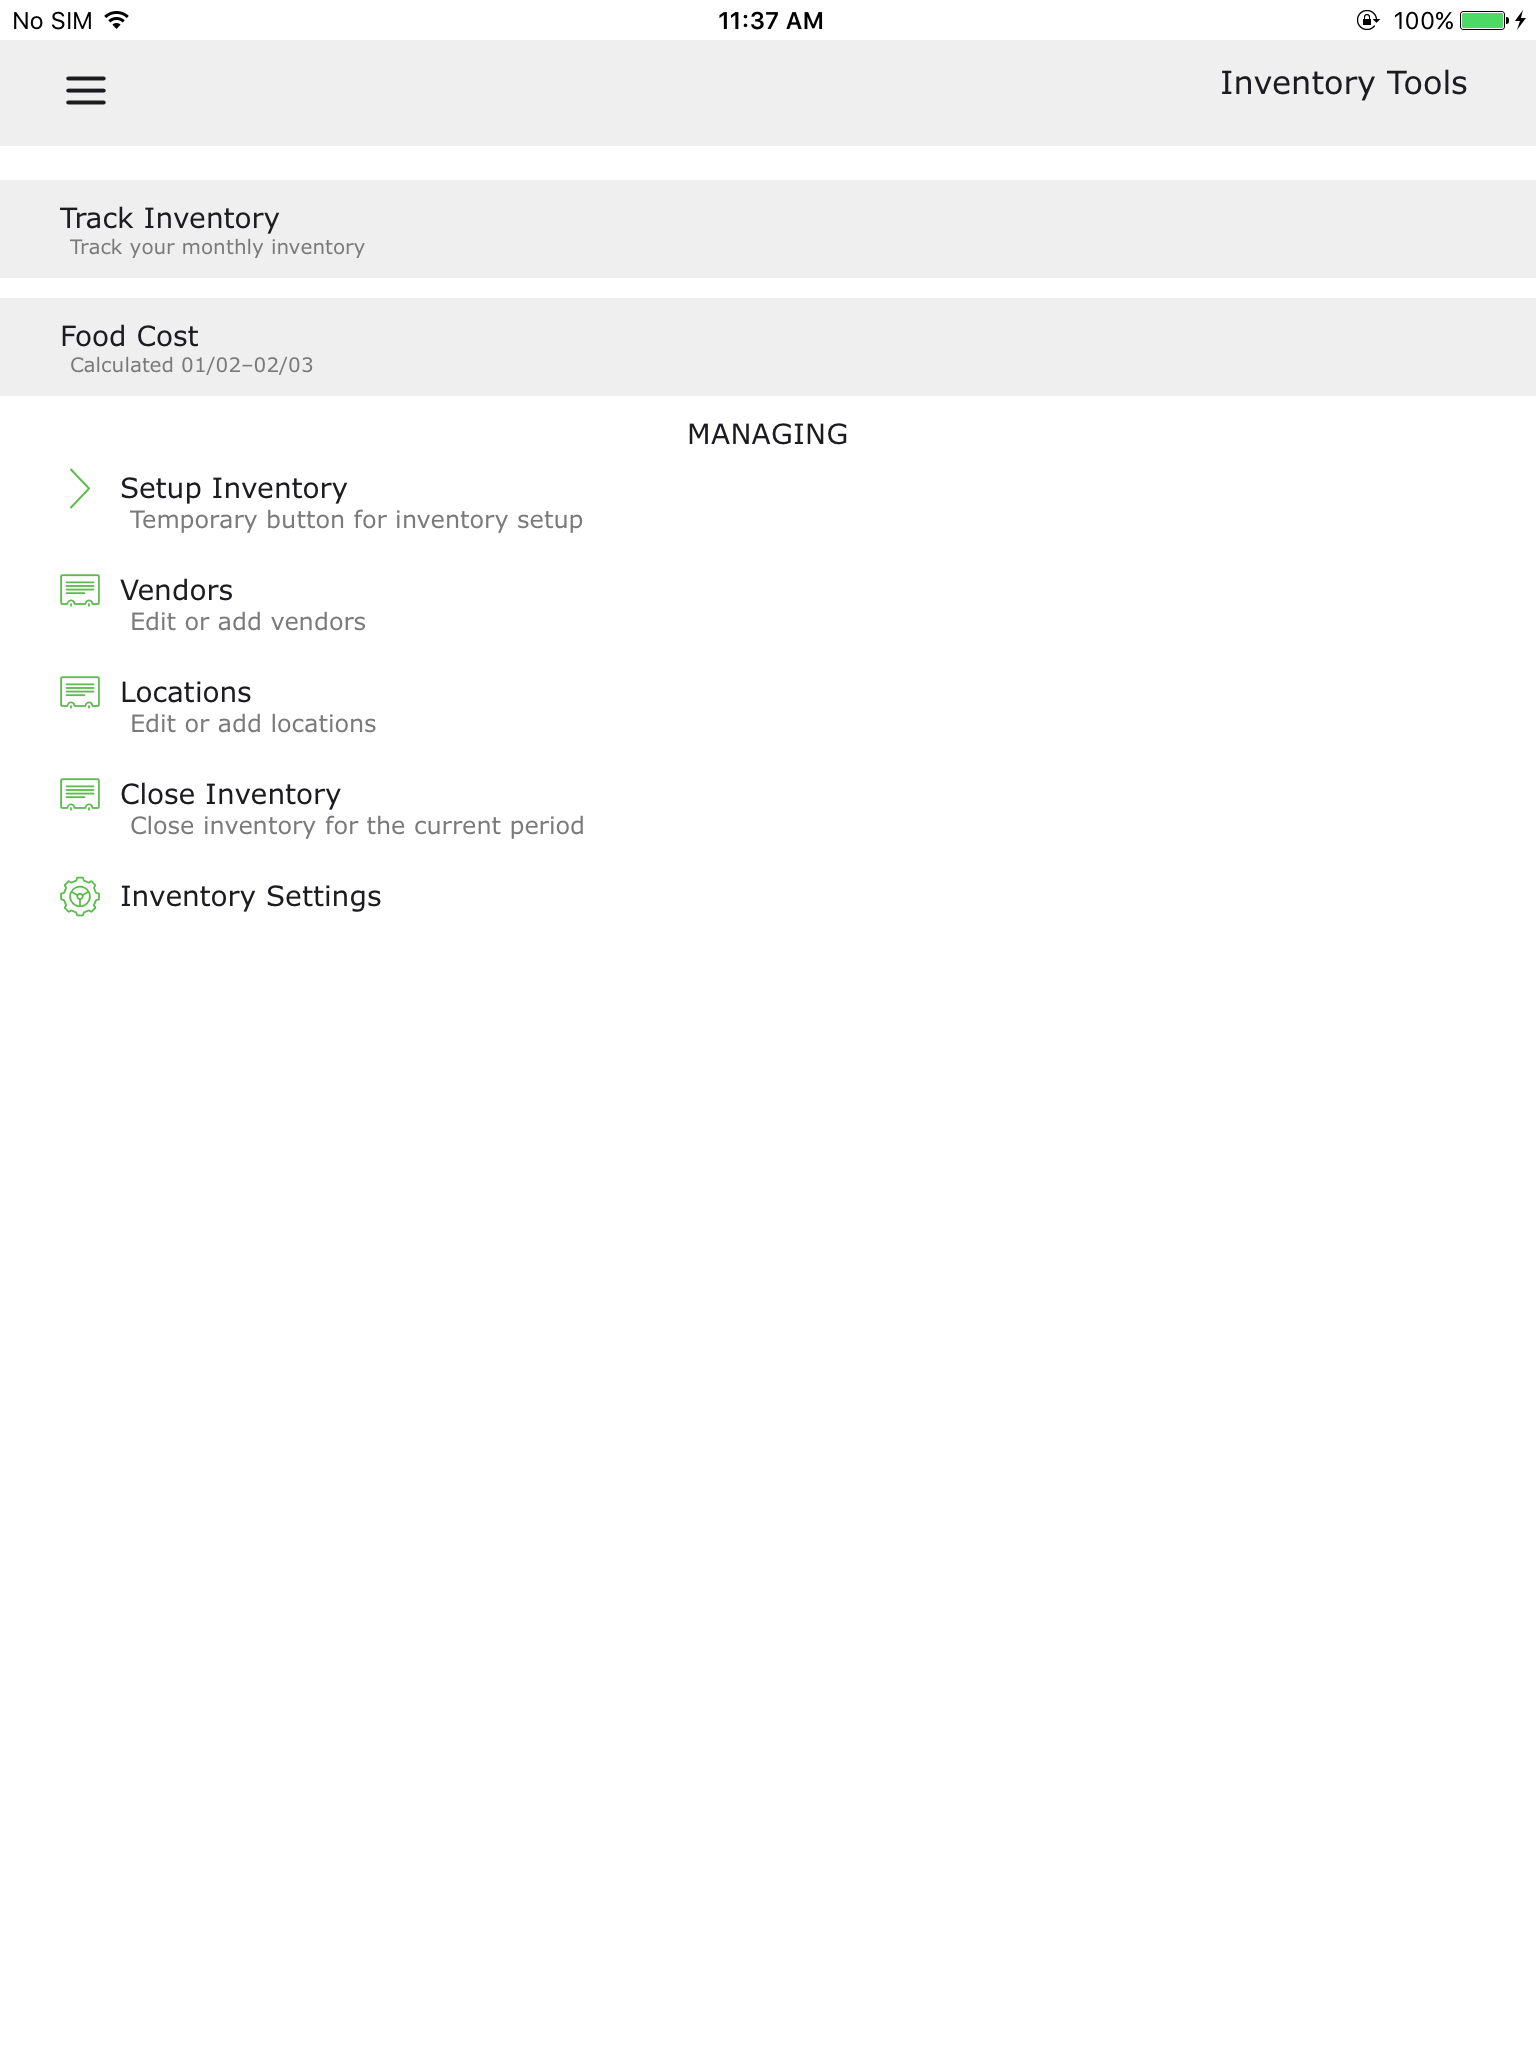 No SIM 11:37 AM 100%
Inventory Tools
Track Inventory
Track your monthly inventory
Food Cost
Calculated 01/02–02/03
MANAGING
Setup Inventory
Temporary button for inventory setup
Vendors
Edit or add vendors
Locations
Edit or add locations
Close Inventory
Close inventory for the current period
Inventory Settings